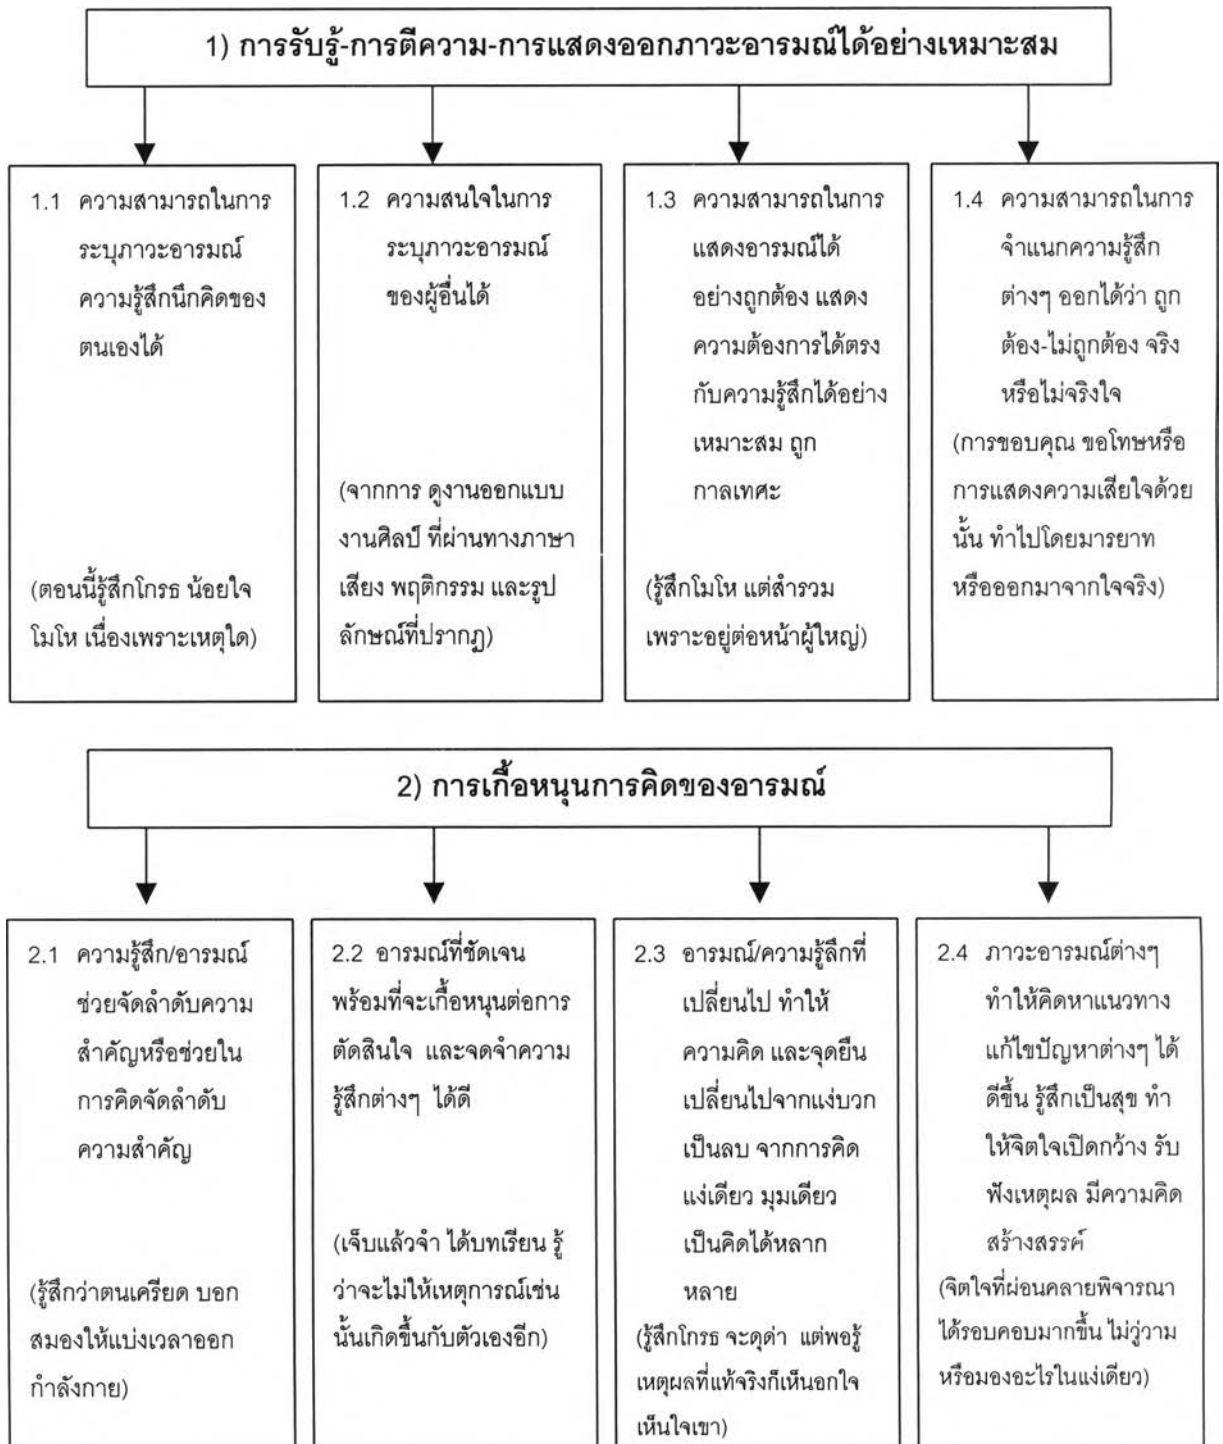 1) การรับรู้-การตีความ-การแสดงออกภาวะอารมณ์ได้อย่างเหมาะสม
1.1 ความสามารถในการ
ระบุภาวะอารมณ์
ความรู้สึกนึกคิดของ
ตนเองได้
(ตอนนี้รู้สึกโกรธ น้อยใจ
โมโห เนื่องเพราะเหตุใด)
1.2 ความสนใจในการ
ระบุภาวะอารมณ์
ของผู้อื่นได้
(จากการ ดูงานออกแบบ
งานศิลป์ ที่ผ่านทางภาษา
เสียง พฤติกรรม และรูป
ลักษณ์ที่ปรากฏ)
1.3 ความสามารถในการ
แสดงอารมณ์ได้
อย่างถูกต้อง แสดง
ความต้องการได้ตรง
กับความรู้สึกได้อย่าง
เหมาะสม ถูก
กาลเทศะ
(รู้สึกโมโห แต่สำรวม
เพราะอยู่ต่อหน้าผู้ใหญ่)
1.4 ความสามารถในการ
จำแนกความรู้สึก
ต่างๆ ออกได้ว่า ถูก
ต้อง-ไม่ถูกต้อง จริง
หรือไม่จริงใจ
(การขอบคุณ ขอโทษหรือ
การแสดงความเสียใจด้วย
นั้น ทำไปโดยมารยาท
หรือออกมาจากใจจริง)
2) การเกื้อหนุนการคิดของอารมณ์
2.1 ความรู้สึก/อารมณ์
ช่วยจัดลำดับความ
สำคัญหรือช่วยใน
การคิดจัดลำดับ
ความสำคัญ
(รู้สึกว่าตนเครียด บอก
สมองให้แบ่งเวลาออก
กำลังกาย)
2.2 อารมณ์ที่ชัดเจน
พร้อมที่จะเกื้อหนุนต่อการ
ตัดสินใจ และจดจำความ
รู้สึกต่างๆ ได้ดี
(เจ็บแล้วจำ ได้บทเรียน รู้
ว่าจะไม่ให้เหตุการณ์เช่น
นั้นเกิดขึ้นกับตัวเองอีก)
2.3 อารมณ์/ความรู้สึกที่
เปลี่ยนไป ทำให้
ความคิด และจุดยืน
เปลี่ยนไปจากแง่บวก
เป็นลบ จากการคิด
แง่เดียว มุมเดียว
เป็นคิดได้หลาก
หลาย
(รู้สึกโกรธ จะดุด่า แต่พอรู้
เหตุผลที่แท้จริงก็เห็นอกใจ
เห็นใจเขา)
2.4 ภาวะอารมณ์ต่างๆ
ทำให้คิดหาแนวทาง
แก้ไขปัญหาต่างๆ ได้
ดีขึ้น รู้สึกเป็นสุข ทำ
ให้จิตใจเปิดกว้าง รับ
ฟังเหตุผล มีความคิด
สร้างสรรค์
(จิตใจที่ผ่อนคลายพิจารณา
ได้รอบคอบมากขึ้น ไม่วู่วาม
หรือมองอะไรในแง่เดียว)